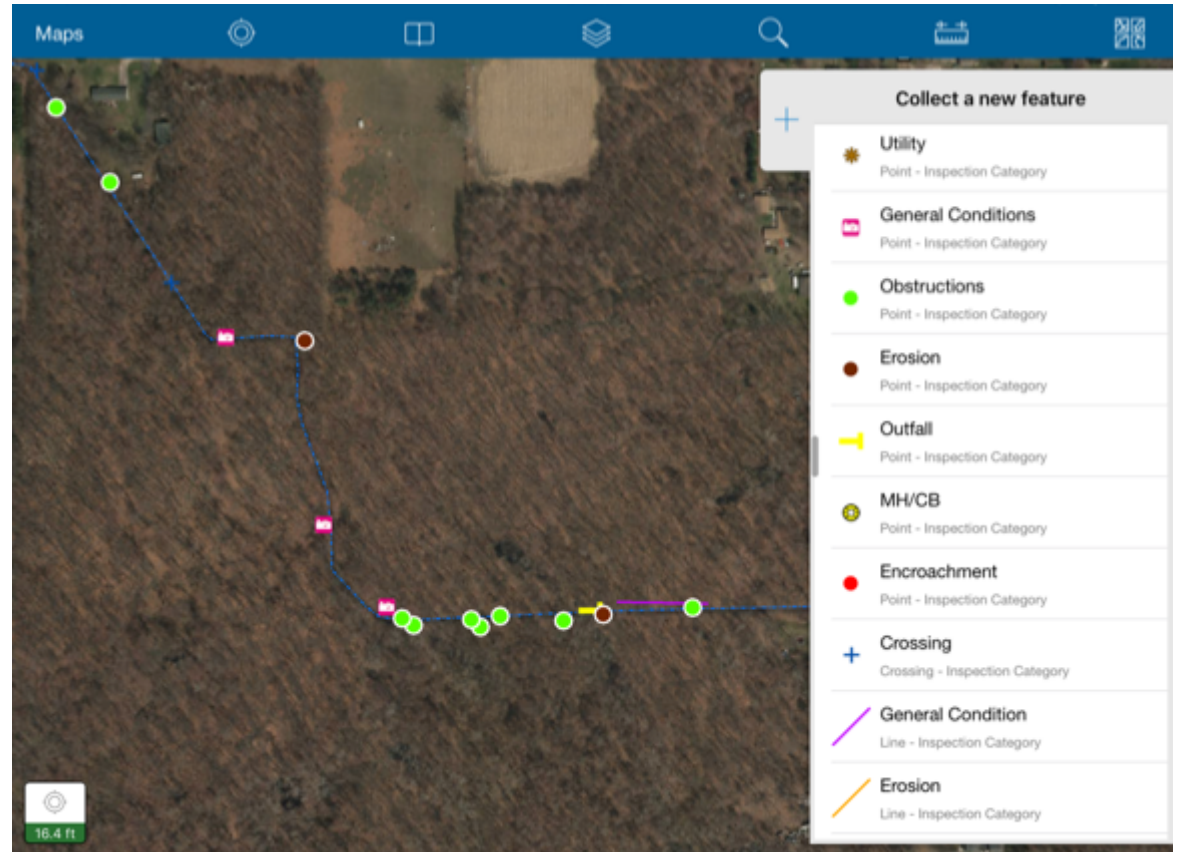 Maps
Collect a new feature
Utility
Point - Inspection Category
General Conditions
Point - Inspection Category
Obstructions
Point - Inspection Category
Erosion
Point - Inspection Category
Outfall
Point - Inspection Category
MH/CB
Point - Inspection Category
Encroachment
Point - Inspection Category
Crossing
Crossing - Inspection Category
General Condition
Line - Inspection Category
Erosion
Line - Inspection Category
16.4 ft